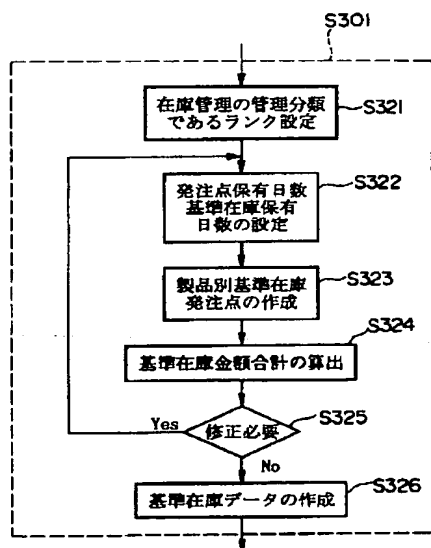 S301
在庫管理の管理分類
であるランク設定
S321
発注点保有日数
基準在庫保有
日数の設定
S322
製品別基準在庫
発注点の作成
S323
基準在庫金額合計の算出
S324
修正必要
S325
Yes
No
基準在庫データの作成
S326